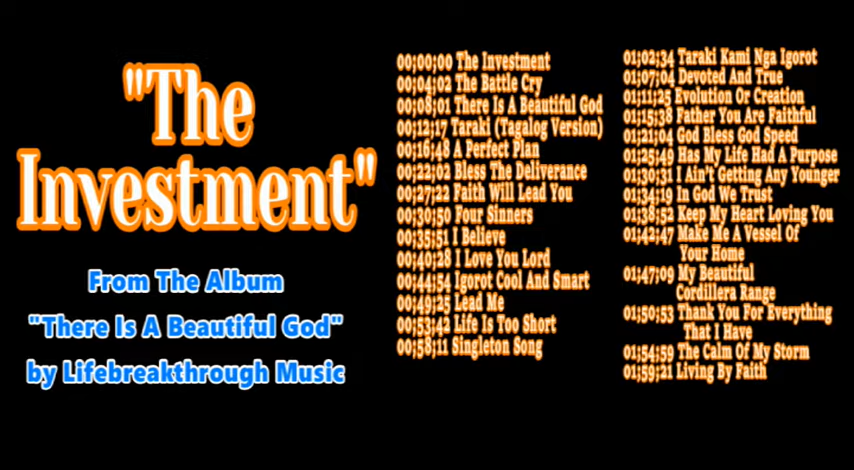 "The
Investment"
From The Album
"There Is A Beautiful God"
by Lifebreakthrough Music
00;00;00 The Investment
00;04;02 The Battle Cry
00;08;01 There Is A Beautiful God
00;12;17 Taraki (Tagalog Version)
00;16;48 A Perfect Plan
00;22;02 Bless The Deliverance
00;27;22 Faith Will Lead You
00;30;50 Four Sinners
00;35;51 I Believe
00;40;28 I Love You Lord
00;44;54 Igorot Cool And Smart
00;49;25 Lead Me
00;53;42 Life Is Too Short
00;58;11 Singleton Song
01;02;34 Taraki Kami Nga Igorot
01;07;04 Devoted And True
01;11;25 Evolution Or Creation
01;15;38 Father You Are Faithful
01;21;04 God Bless God Speed
01;25;49 Has My Life Had A Purpose
01;30;31 I Ain't Getting Any Younger
01;34;19 In God We Trust
01;38;52 Keep My Heart Loving You
01;42;47 Make Me A Vessel Of
Your Home
01;47;09 My Beautiful
Cordillera Range
01;50;53 Thank You For Everything
That I Have
01;54;59 The Calm Of My Storm
01;59;21 Living By Faith